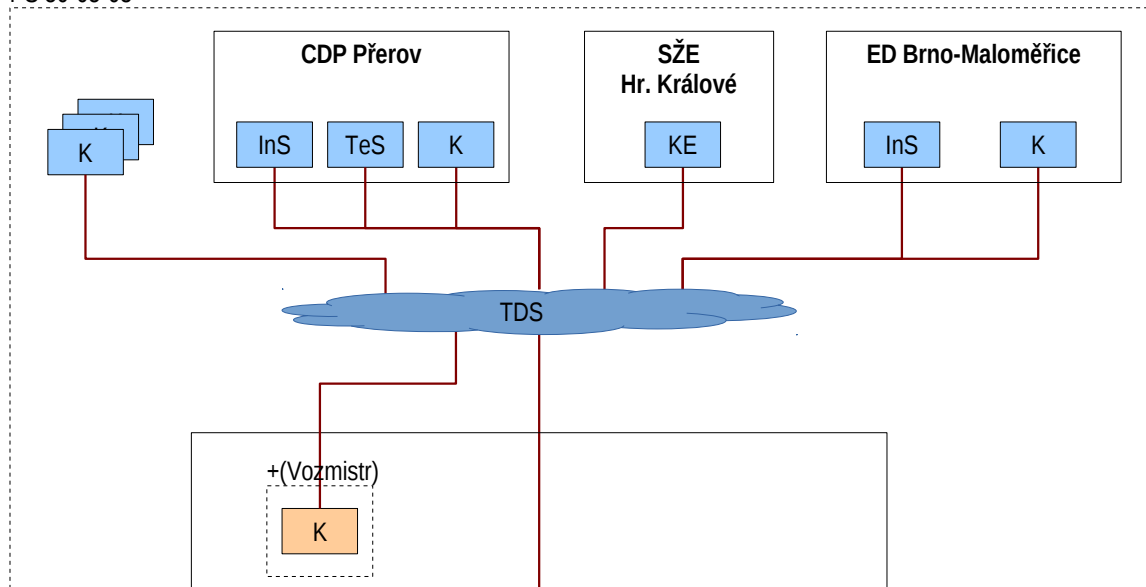 CDP Přerov
SŽE
Hr. Králové
ED Brno-Maloměřice
K
InS
TeS
K
KE
InS
K
TDS
+(Vozmistr)
K